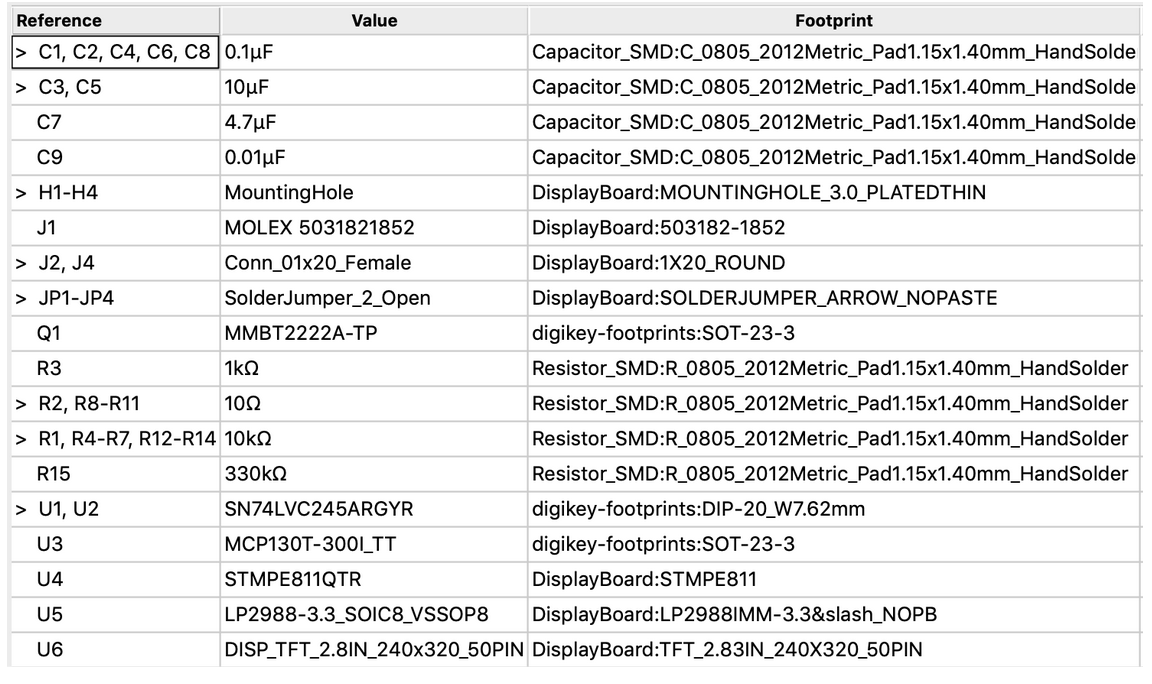 Reference Value Footprint
> C1, C2, C4, C6, C8 0.1µF Capacitor_SMD:C_0805_2012Metric_Pad1.15x1.40mm_HandSolde
> C3, C5 10µF Capacitor_SMD:C_0805_2012Metric_Pad1.15x1.40mm_HandSolde
C7 4.7µF Capacitor_SMD:C_0805_2012Metric_Pad1.15x1.40mm_HandSolde
C9 0.01µF Capacitor_SMD:C_0805_2012Metric_Pad1.15x1.40mm_HandSolde
> H1-H4 MountingHole DisplayBoard:MOUNTINGHOLE_3.0_PLATEDTHIN
J1 MOLEX 5031821852 DisplayBoard:503182-1852
> J2, J4 Conn_01x20_Female DisplayBoard:1X20_ROUND
> JP1-JP4 SolderJumper_2_Open DisplayBoard:SOLDERJUMPER_ARROW_NOPASTE
Q1 MMBT2222A-TP digikey-footprints:SOT-23-3
R3 1kΩ Resistor_SMD:R_0805_2012Metric_Pad1.15x1.40mm_HandSolder
> R2, R8-R11 10Ω Resistor_SMD:R_0805_2012Metric_Pad1.15x1.40mm_HandSolder
> R1, R4-R7, R12-R14 10kΩ Resistor_SMD:R_0805_2012Metric_Pad1.15x1.40mm_HandSolder
R15 330kΩ Resistor_SMD:R_0805_2012Metric_Pad1.15x1.40mm_HandSolder
> U1, U2 SN74LVC245ARGYR digikey-footprints:DIP-20_W7.62mm
U3 MCP130T-300I_TT digikey-footprints:SOT-23-3
U4 STMPE811QTR DisplayBoard:STMPE811
U5 LP2988-3.3_SOIC8_VSSOP8 DisplayBoard:LP2988IMM-3.3&slash_NOPB
U6 DISP_TFT_2.8IN_240x320_50PIN DisplayBoard:TFT_2.83IN_240X320_50PIN